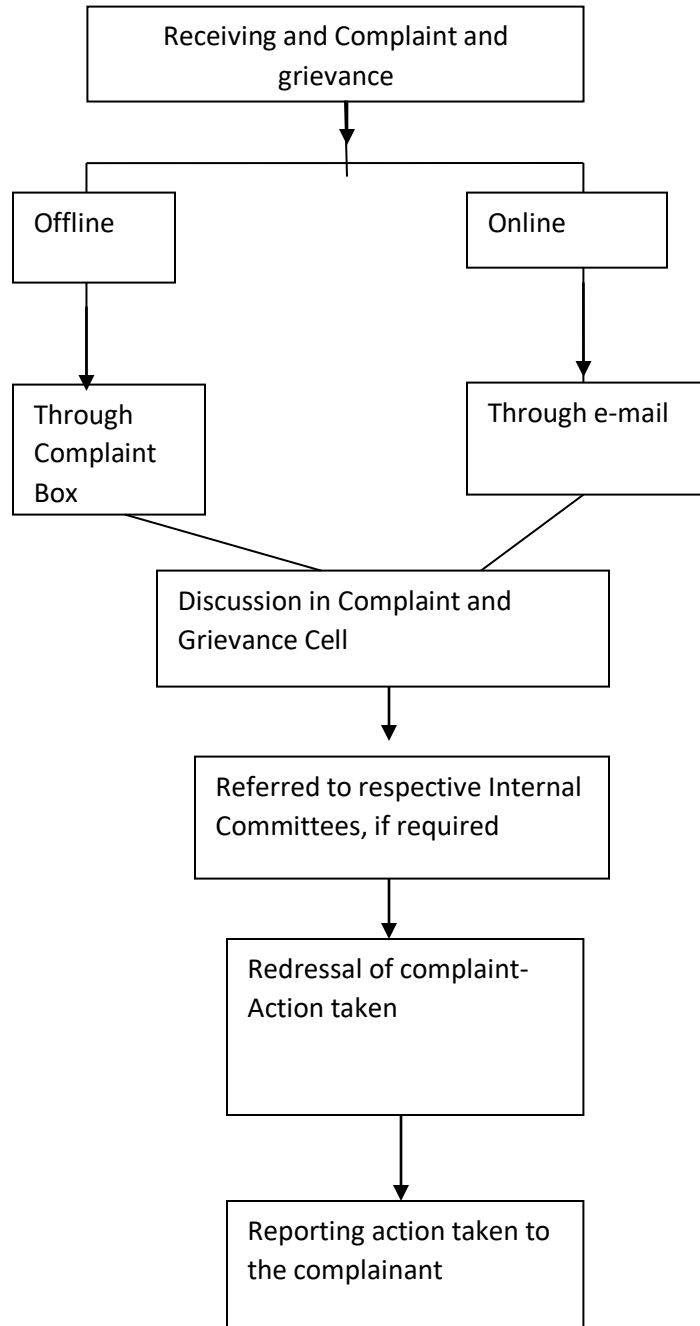 Receiving and Complaint and
grievance
Offline
Online
Through
Complaint
Box
Through e-mail
Discussion in Complaint and
Grievance Cell
Referred to respective Internal
Committees, if required
Redressal of complaint-
Action taken
Reporting action taken to
the complainant